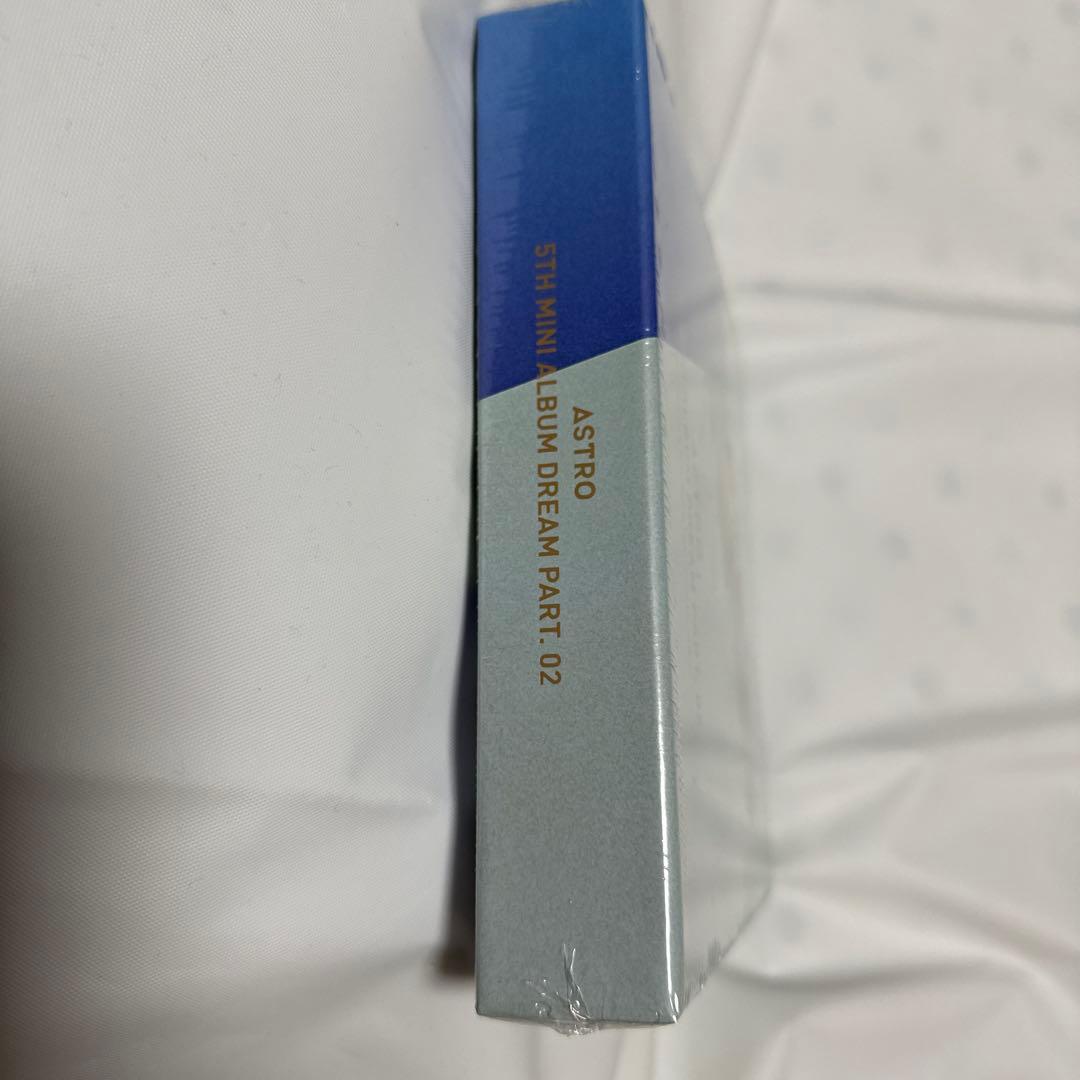 ASTRO
5TH MINI ALBUM DREAM PART. 02